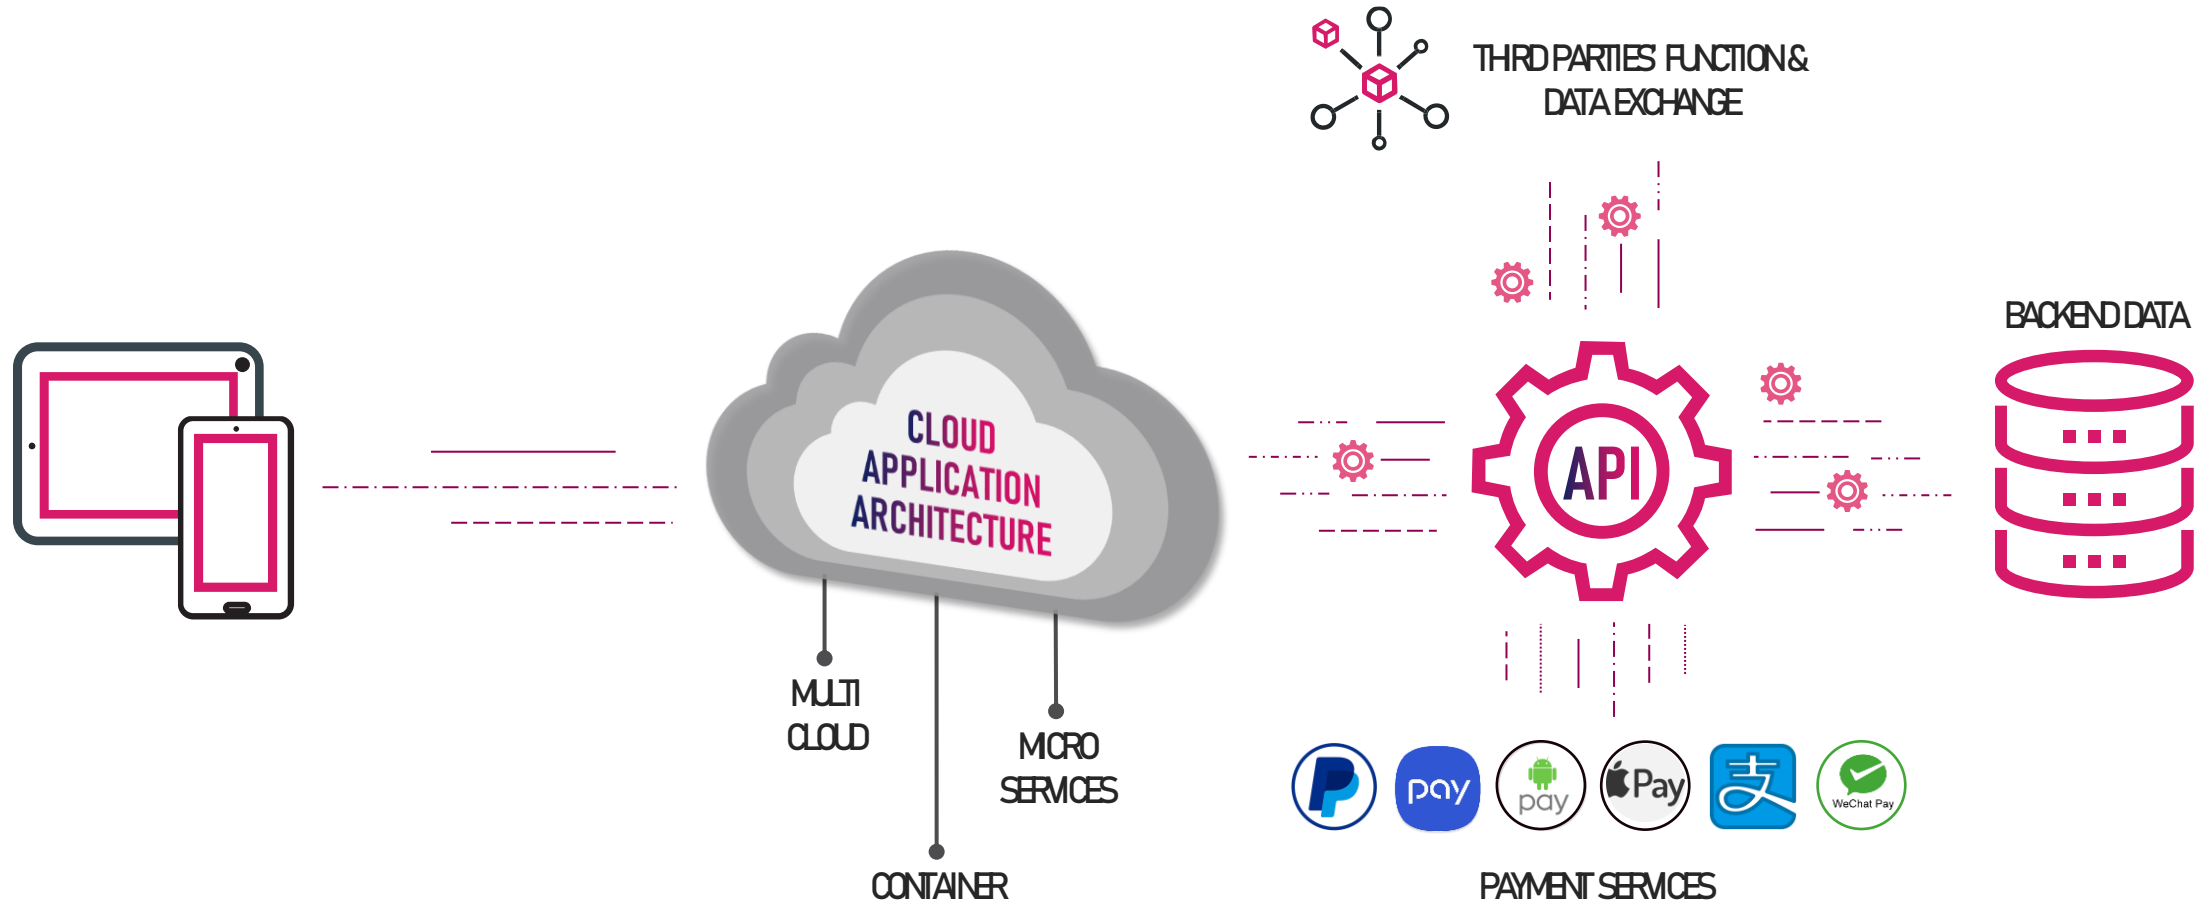 THIRD PARTIES' FUNCTION &
DATA EXCHANGE
BACKEND DATA
CLOUD
APPLICATION
ARCHITECTURE
API
MULTI
CLOUD
MICRO
SERVICES
CONTAINER
pay
pay
Pay
支
WeChat Pay
PAYMENT SERVICES